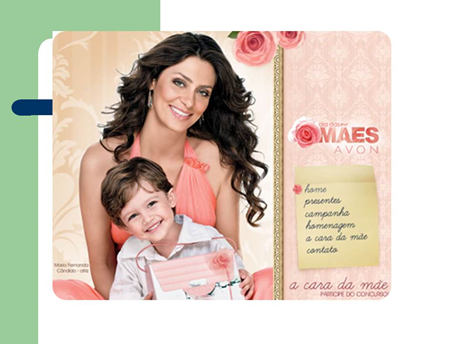 dia das
MÃES
AVON
home
presentes
campanha
homenagem
a cara da mãe
contato
Maria Fernanda
Cândido - atriz
a cara da mãe
PARTICIPE DO CONCURSO!